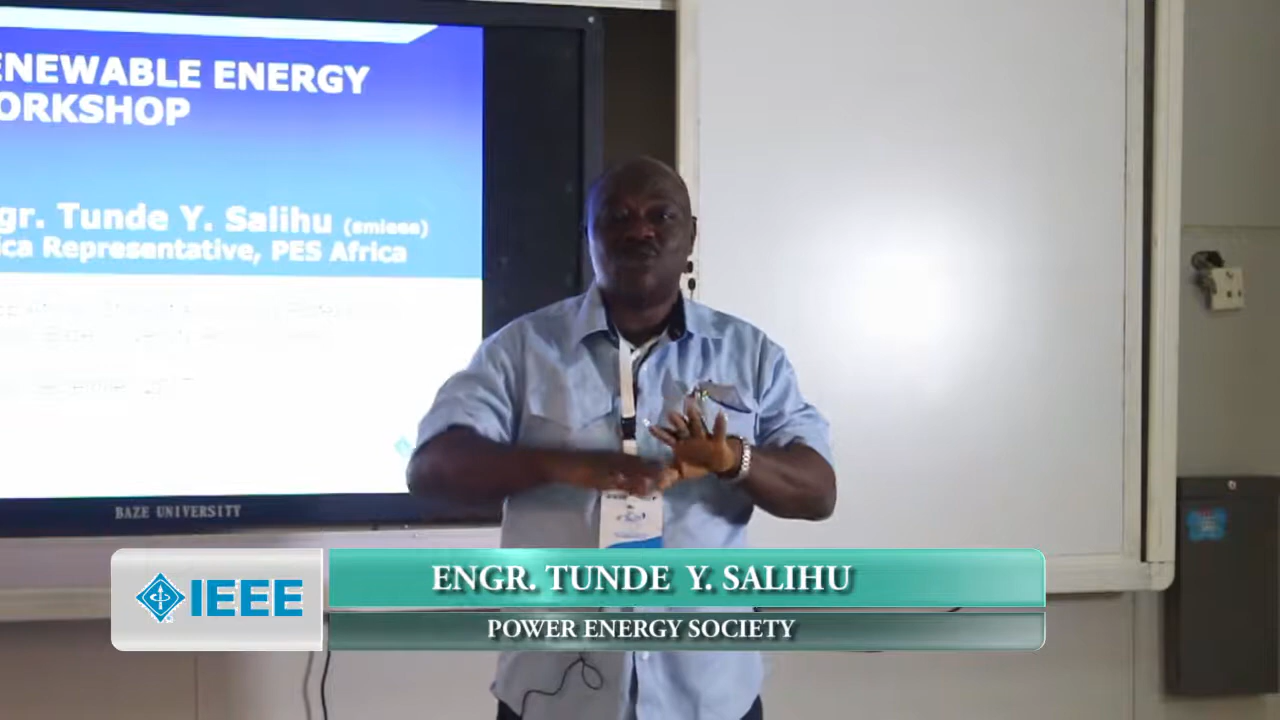 ENEWABLE ENERGY
ORKSHOP
gr. Tunde Y. Salihu (smieee)
ica Representative, PES Africa
BAZE UNIVERSITY
IEEE
ENGR. TUNDE Y. SALIHU
POWER ENERGY SOCIETY